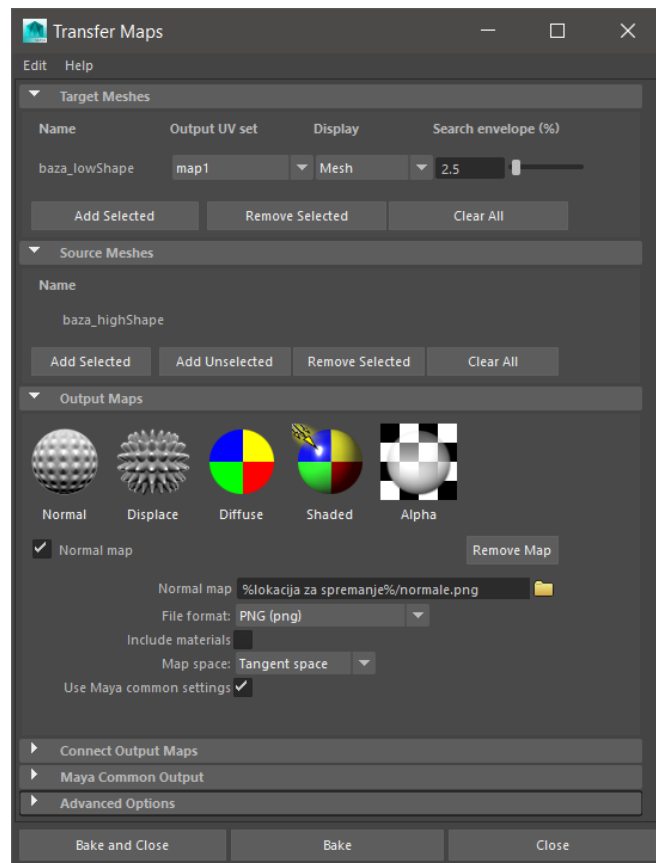 Transfer Maps
Edit Help
Target Meshes
Name Output UV set Display Search envelope (%)
baza_lowShape map1 Mesh 2.5
Add Selected Remove Selected Clear All
Source Meshes
Name
baza_highShape
Add Selected Add Unselected Remove Selected Clear All
Output Maps
Normal Displace Diffuse Shaded Alpha
Normal map Remove Map
Normal map %lokacija za spremanje%/normale.png
File format: PNG (png)
Include materials
Map space: Tangent space
Use Maya common settings
Connect Output Maps
Maya Common Output
Advanced Options
Bake and Close Bake Close